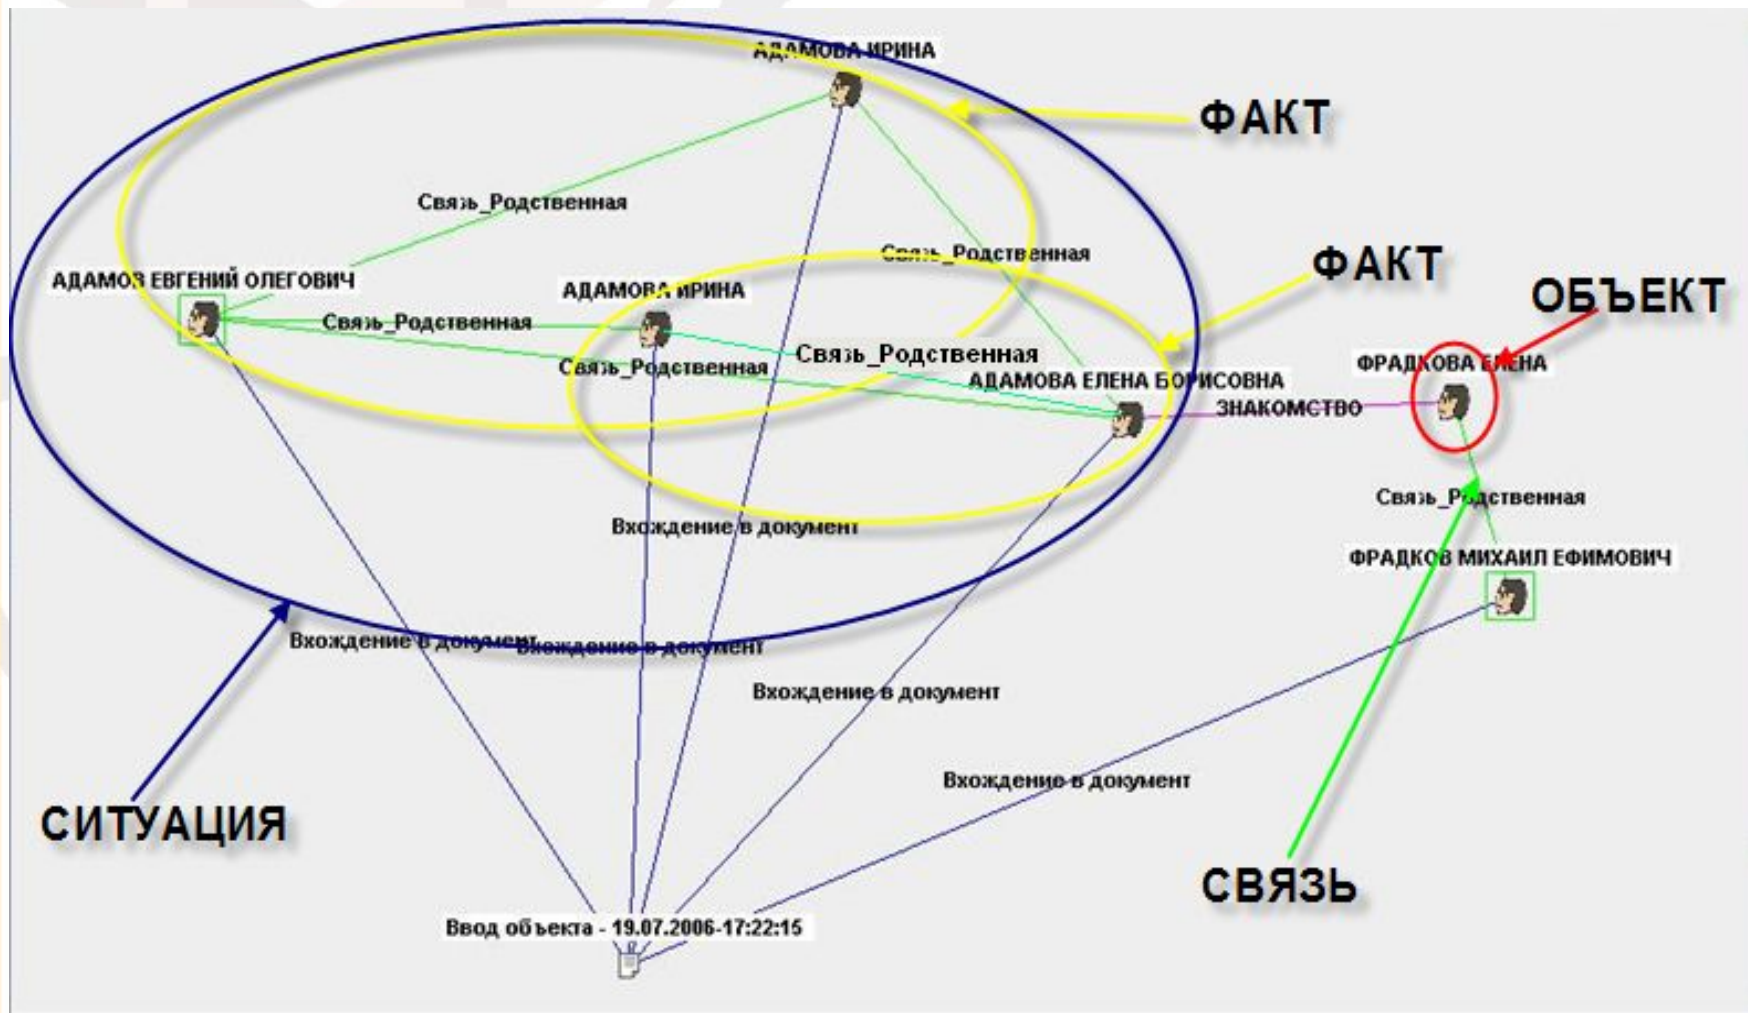 АДАМОВА ИРИНА
ФАКТ
Связь_Родственная
Связь_Родственная
ФАКТ
АДАМОВ ЕВГЕНИЙ ОЛЕГОВИЧ
АДАМОВА ИРИНА
ОБЪЕКТ
Связь_Родственная
Связь_Родственная
Связь_Родственная
ФРАДКОВА ЕЛЕНА
АДАМОВА ЕЛЕНА БОРИСОВНА
ЗНАКОМСТВО
Связь_Родственная
Вхождение в документ
ФРАДКОВ МИХАИЛ ЕФИМОВИЧ
Вхождение в документ
Вхождение в документ
Вхождение в документ
Вхождение в документ
СИТУАЦИЯ
СВЯЗЬ
Ввод объекта - 19.07.2006-17:22:15